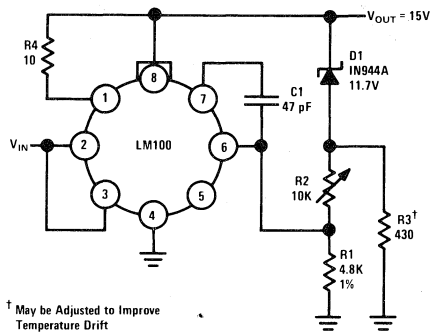 VOUT = 15V
R4
10
D1
IN944A
11.7V
8
1
7
C1
47 pF
VIN
2
LM100
6
R2
10K
3
5
4
R3†
430
R1
4.8K
1%
† May be Adjusted to Improve
Temperature Drift